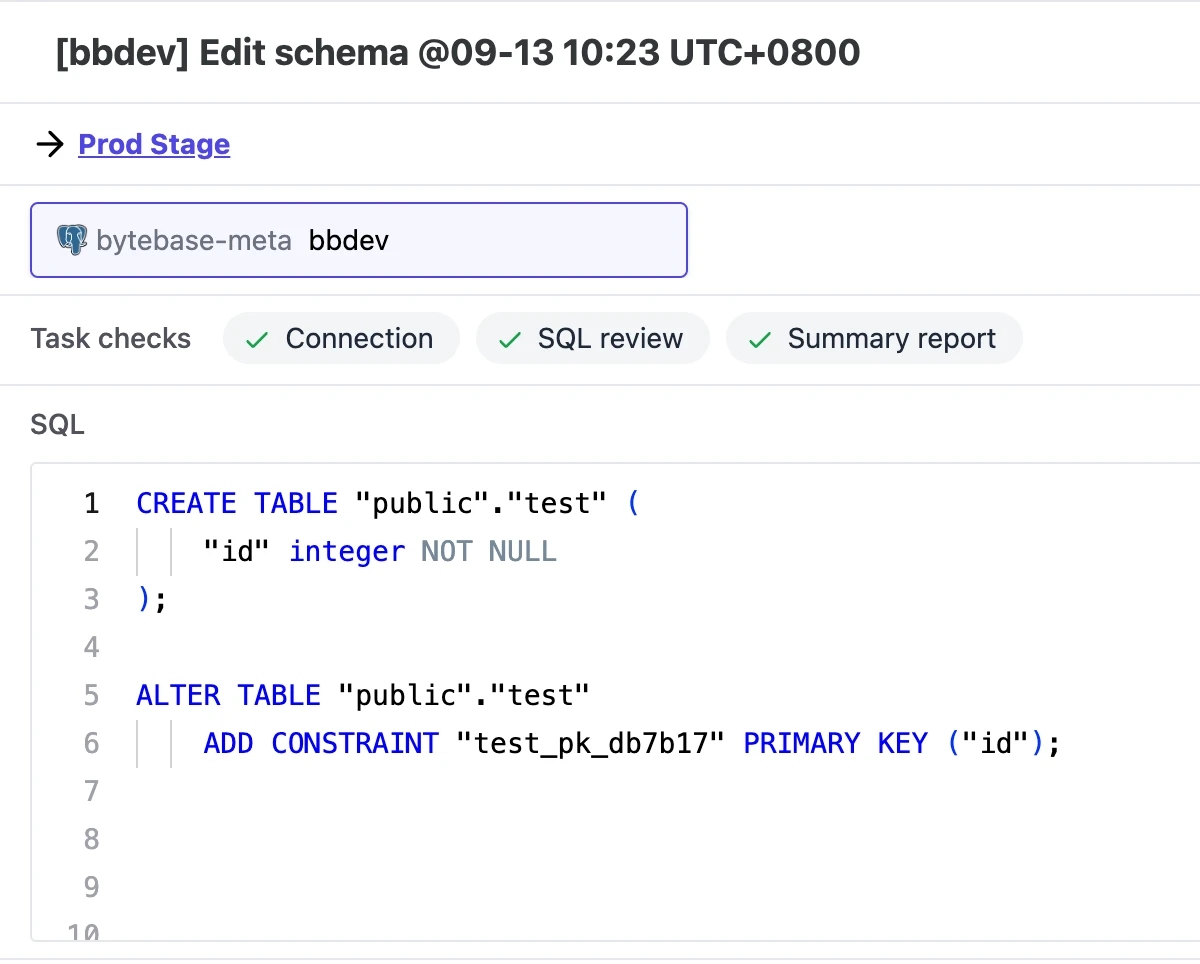 [bbdev] Edit schema @09-13 10:23 UTC+0800
Prod Stage
bytebase-meta bbdev
Task checks Connection SQL review Summary report
SQL
1 CREATE TABLE "public"."test" (
2 "id" integer NOT NULL
3 );
4
5 ALTER TABLE "public"."test"
6 ADD CONSTRAINT "test_pk_db7b17" PRIMARY KEY ("id");
7
8
9
10